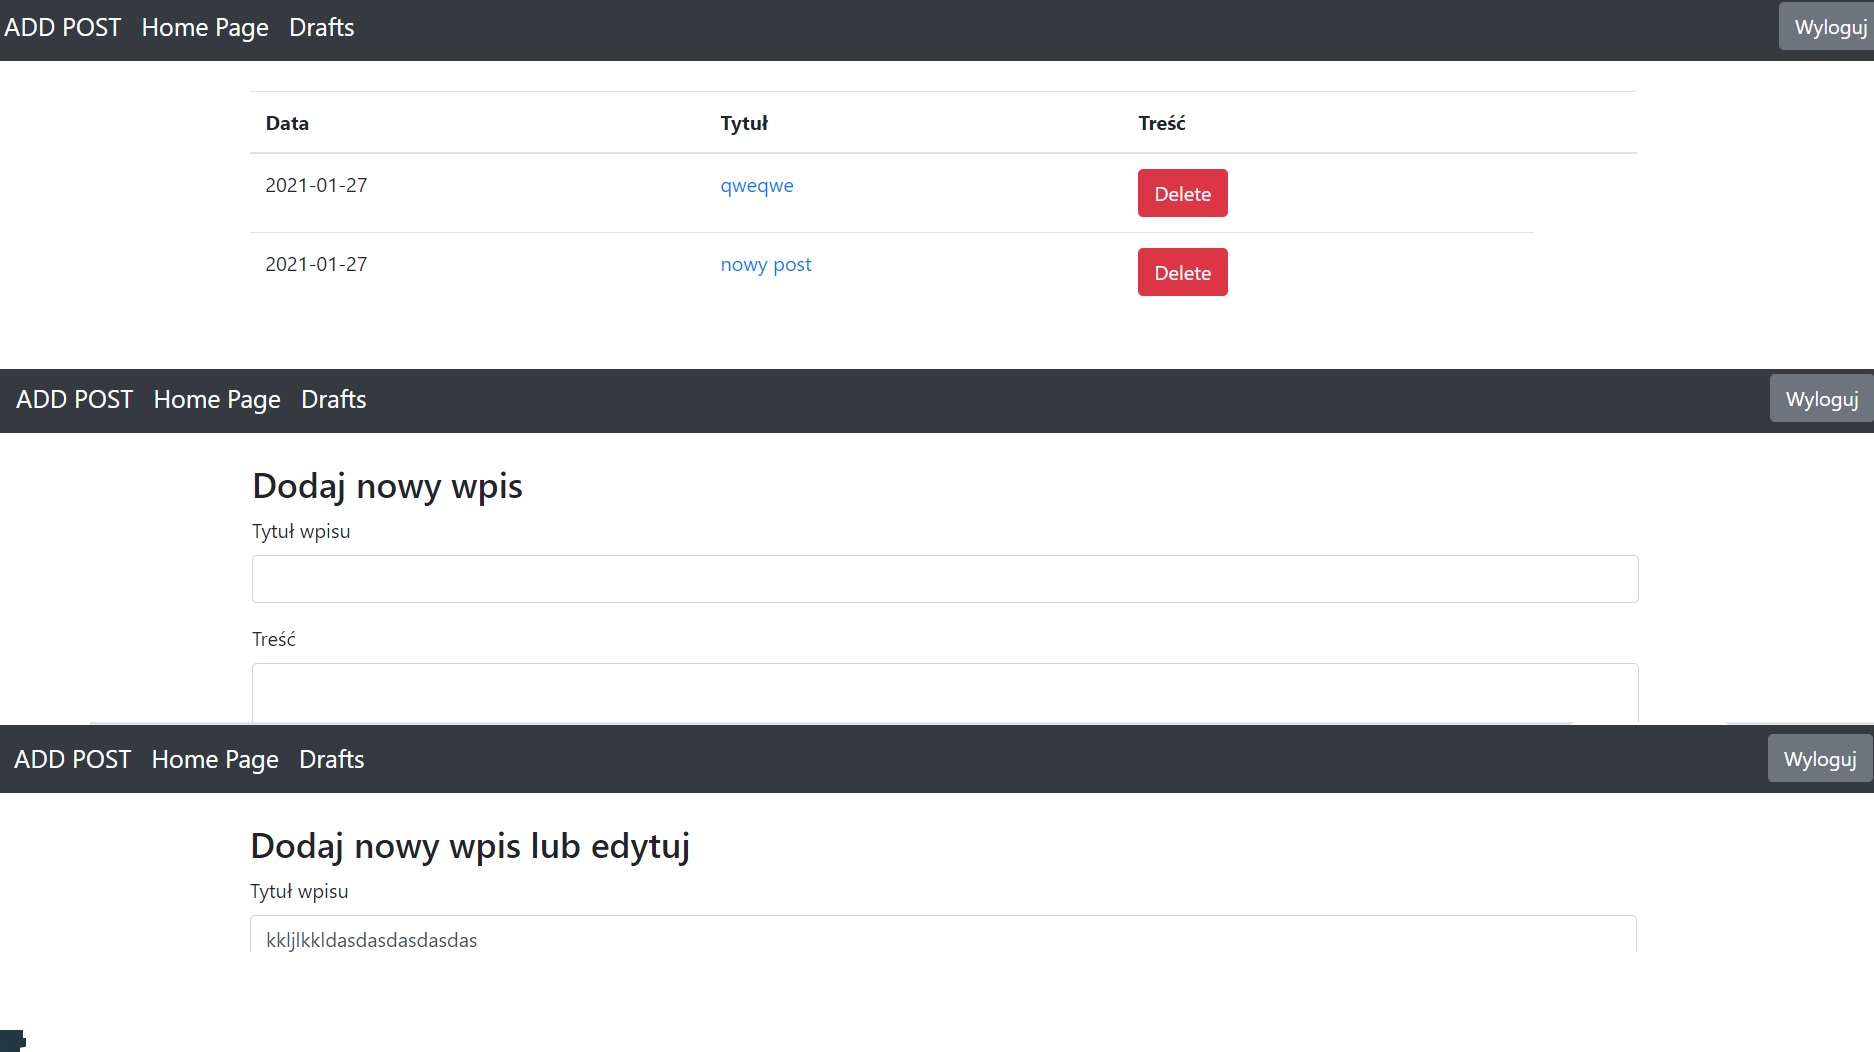 ADD POST Home Page Drafts Wyloguj
Data Tytuł Treść
2021-01-27 qweqwe Delete
2021-01-27 nowy post Delete
ADD POST Home Page Drafts Wyloguj
Dodaj nowy wpis
Tytuł wpisu
Treść
ADD POST Home Page Drafts Wyloguj
Dodaj nowy wpis lub edytuj
Tytuł wpisu
kkljlkkldasdasdasdasdas